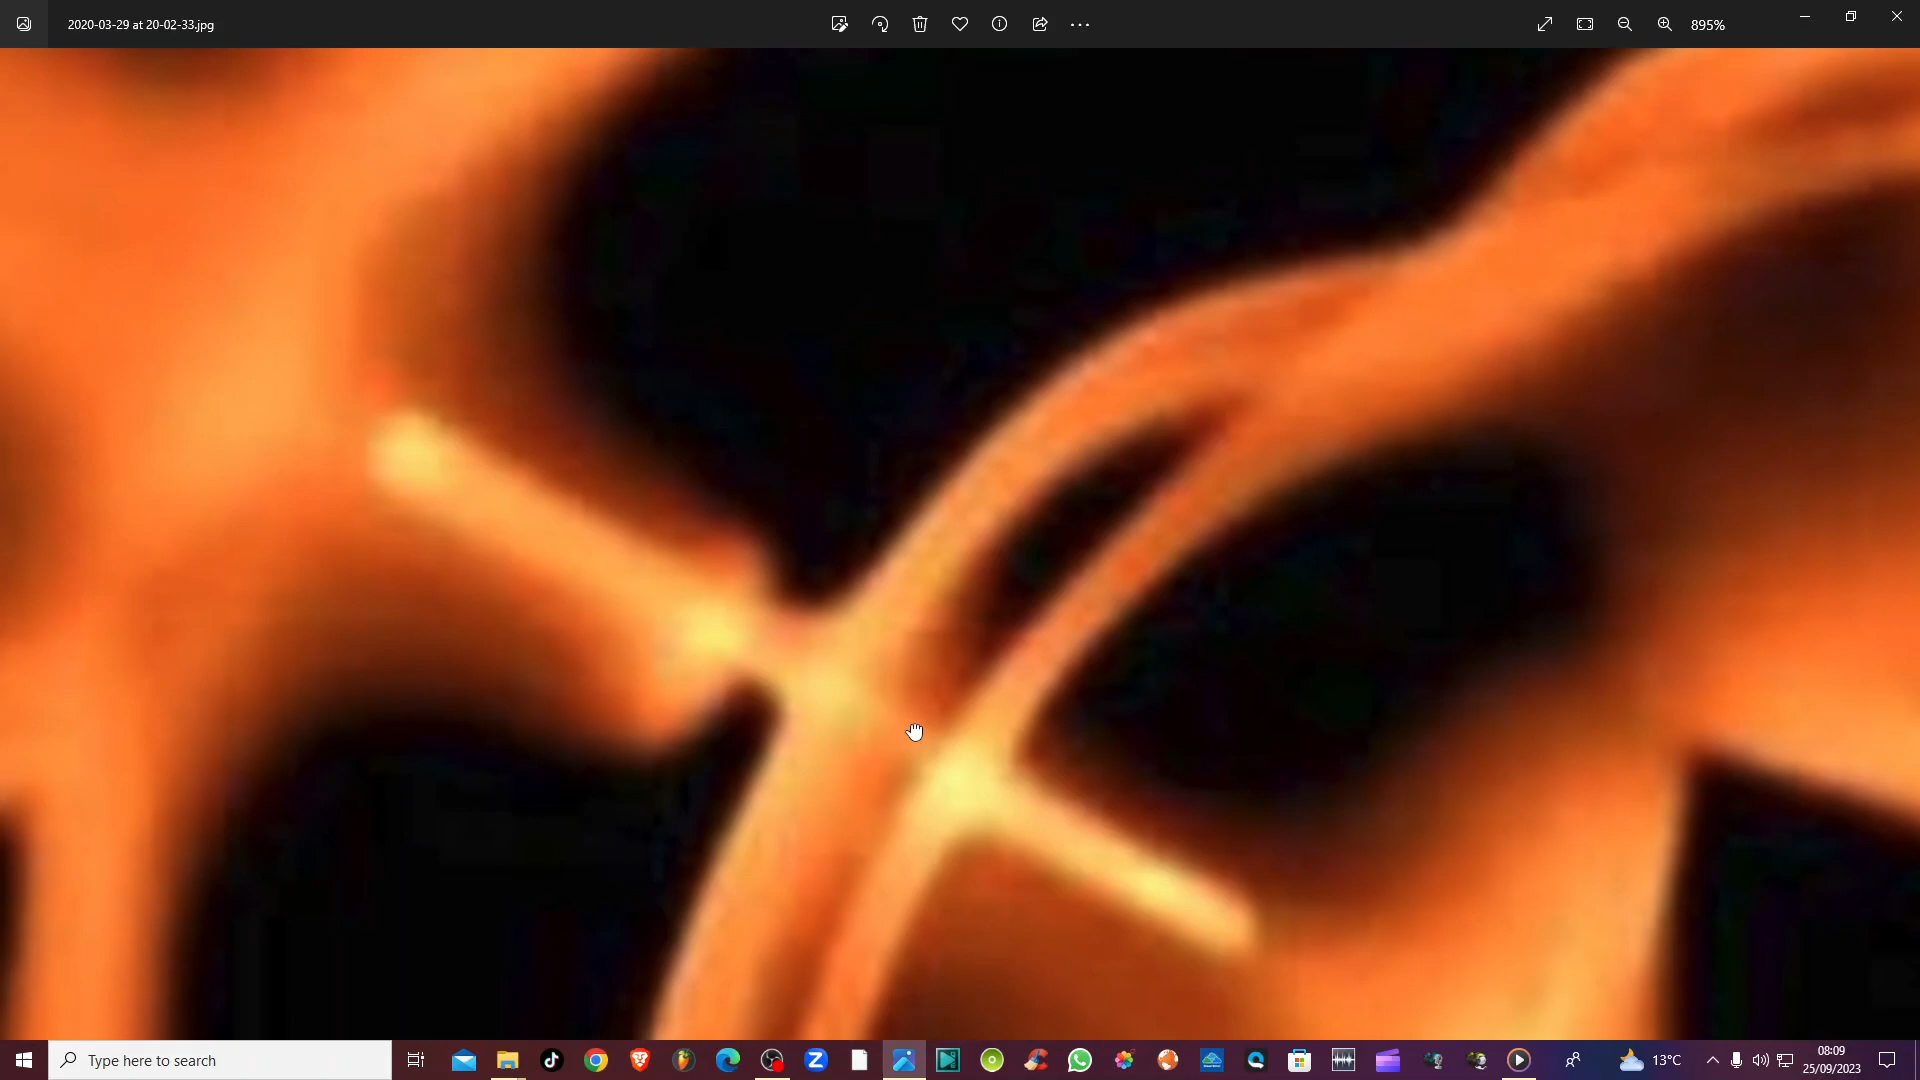 2020-03-29 at 20-02-33.jpg
895%
Type here to search
13°C
08:09
25/09/2023